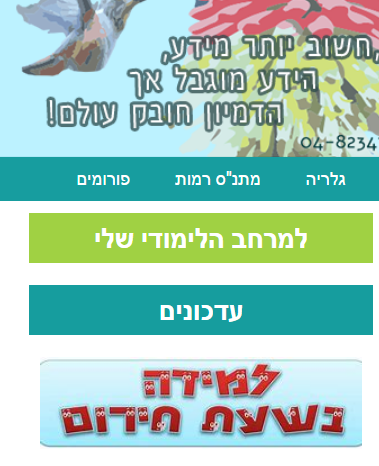 חשוב יותר מידע,
הידע מוגבל אך
הדמיון חובק עולם!
04-8234
גלריה מתנ"ס רמות פורומים
למרחב הלימודי שלי
עדכונים
למידה
בשעת חירום